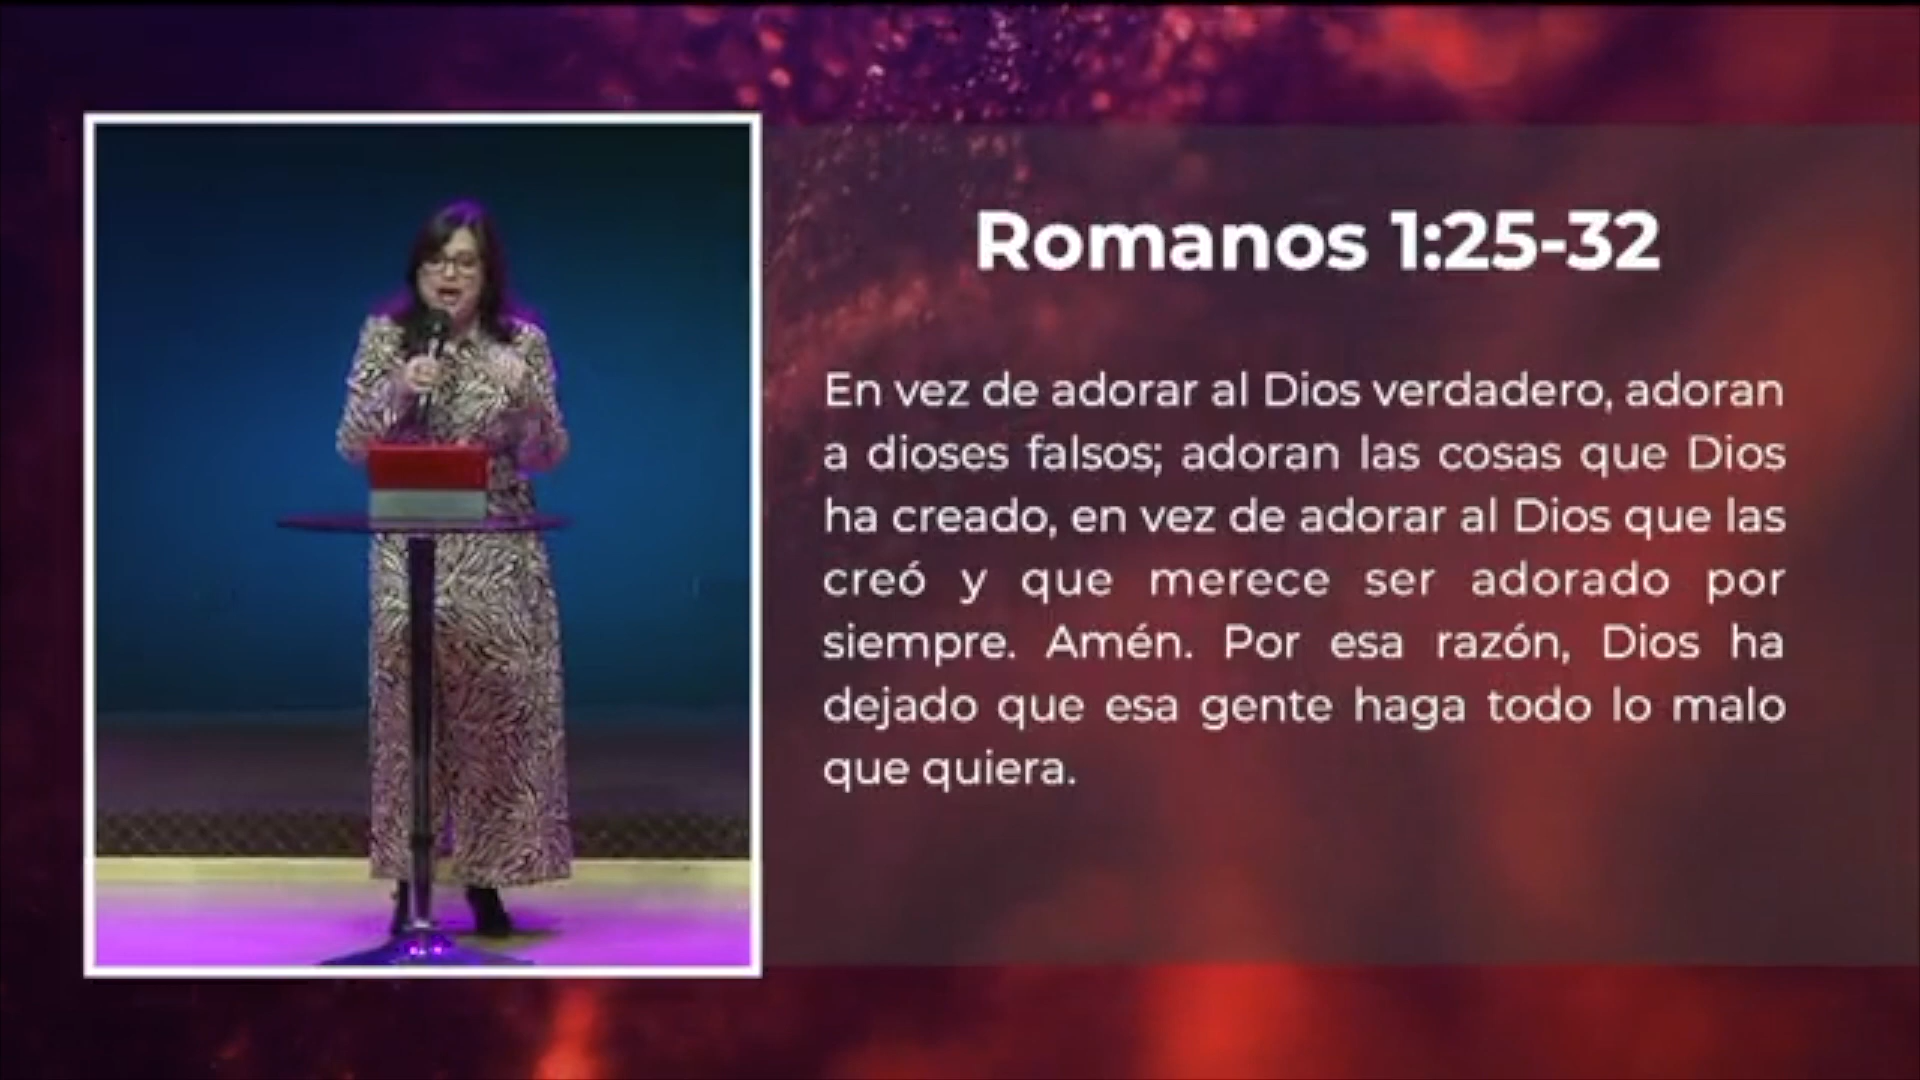 Romanos 1:25-32
En vez de adorar al Dios verdadero, adoran
a dioses falsos; adoran las cosas que Dios
ha creado, en vez de adorar al Dios que las
creó y que merece ser adorado por
siempre. Amén. Por esa razón, Dios ha
dejado que esa gente haga todo lo malo
que quiera.